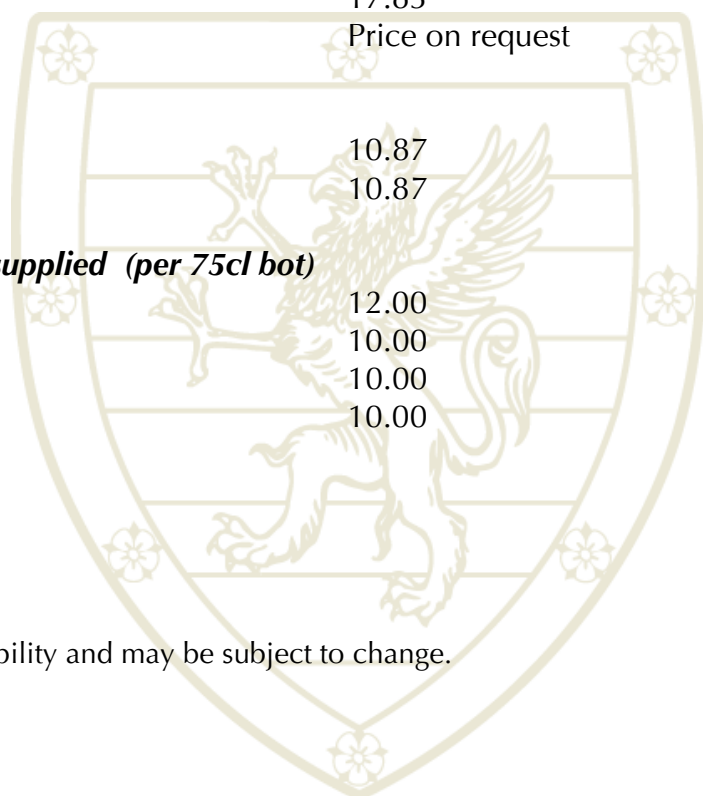 Price on request
10.87
10.87
supplied (per 75cl bot)
12.00
10.00
10.00
10.00
bility and may be subject to change.